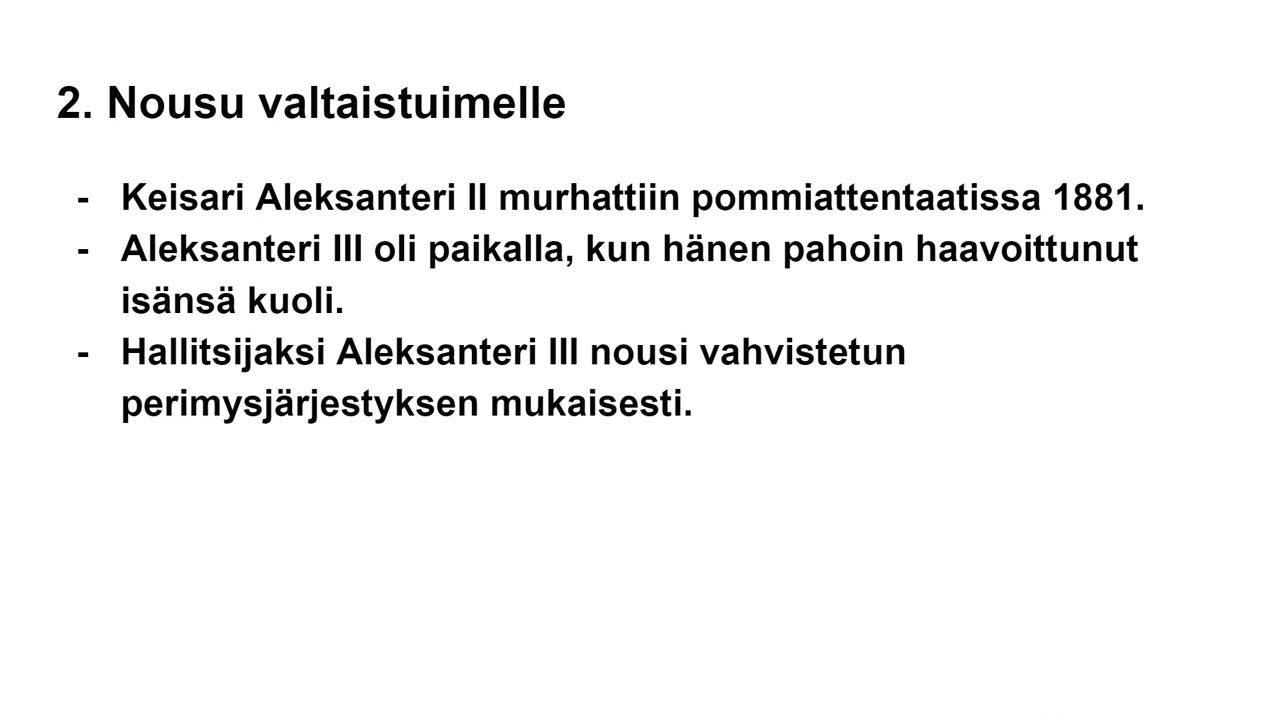 2. Nousu valtaistuimelle
- Keisari Aleksanteri II murhattiin pommiattentaatissa 1881.
- Aleksanteri III oli paikalla, kun hänen pahoin haavoittunut
isänsä kuoli.
- Hallitsijaksi Aleksanteri III nousi vahvistetun
perimysjärjestyksen mukaisesti.